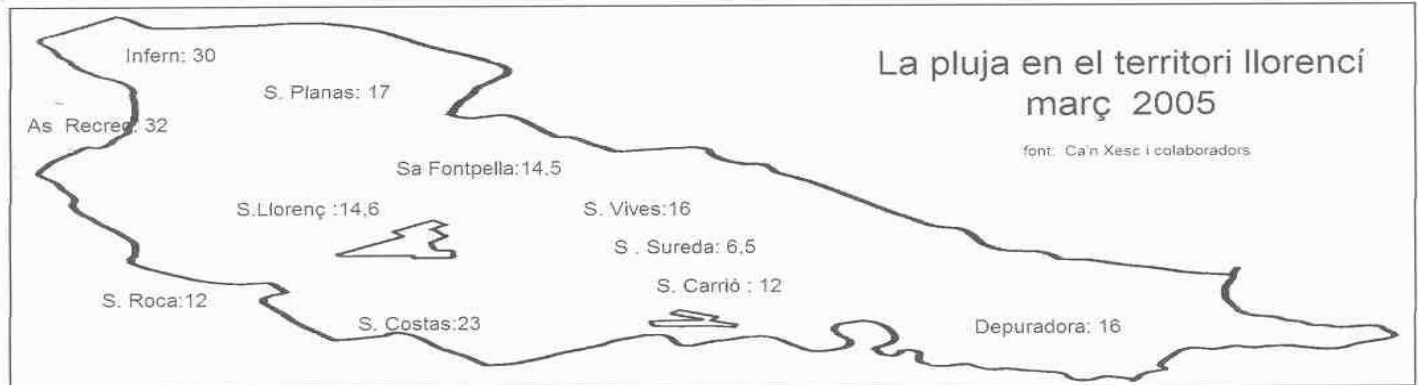 La pluja en el territori llorencí
març 2005
font: Ca'n Xesc i colaboradors
Infern: 30
S. Planas: 17
As Recreo: 32
Sa Fontpella:14,5
S.Llorenç :14,6
S. Vives:16
S . Sureda: 6,5
S. Carrió : 12
S. Roca:12
S. Costas:23
Depuradora: 16